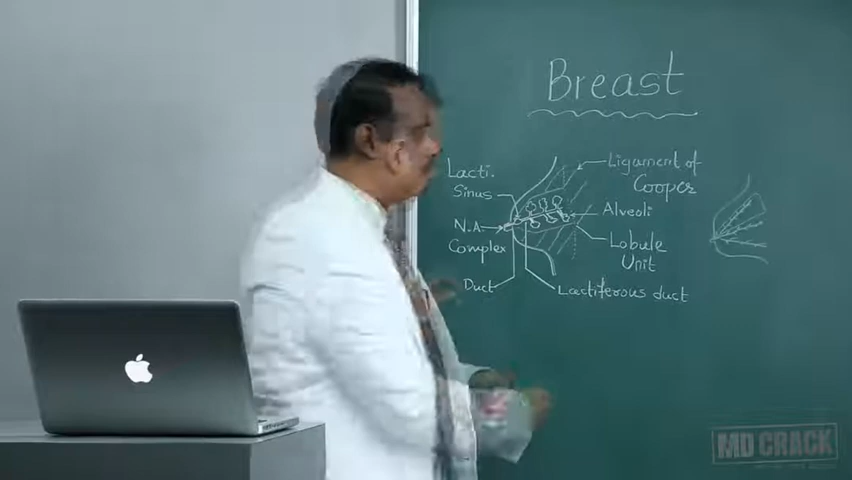 Breast
Lacti.
Sinus
Ligament of
Cooper
N.A
Complex
Alveoli
Lobule
Unit
Duct
Lactiferous duct
MD CRACK